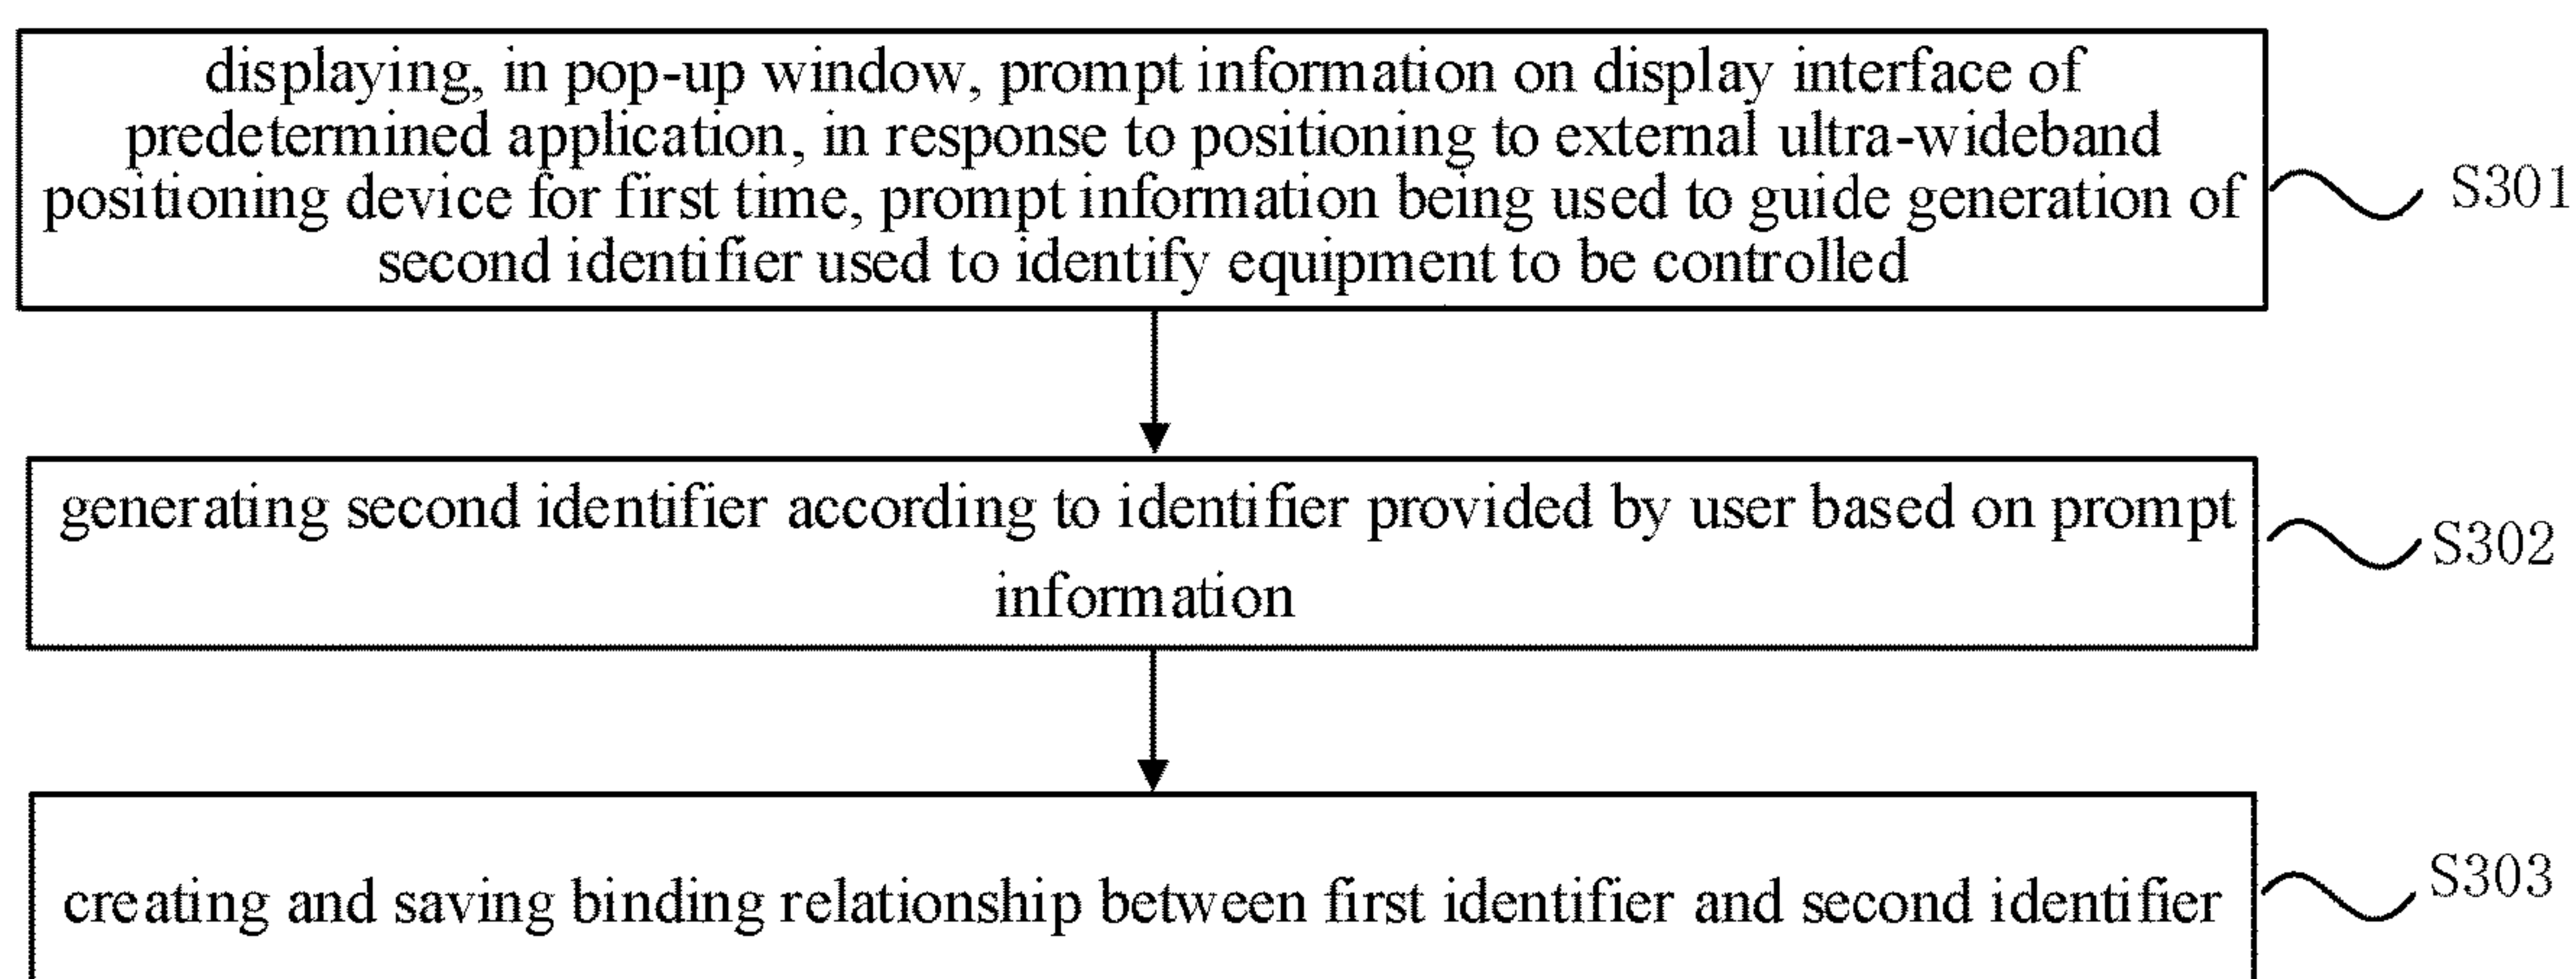 displaying, in pop-up window, prompt information on display interface of
predetermined application, in response to positioning to external ultra-wideband
positioning device for first time, prompt information being used to guide generation of
second identifier used to identify equipment to be controlled
S301
generating second identifier according to identifier provided by user based on prompt
information
S302
creating and saving binding relationship between first identifier and second identifier
S303